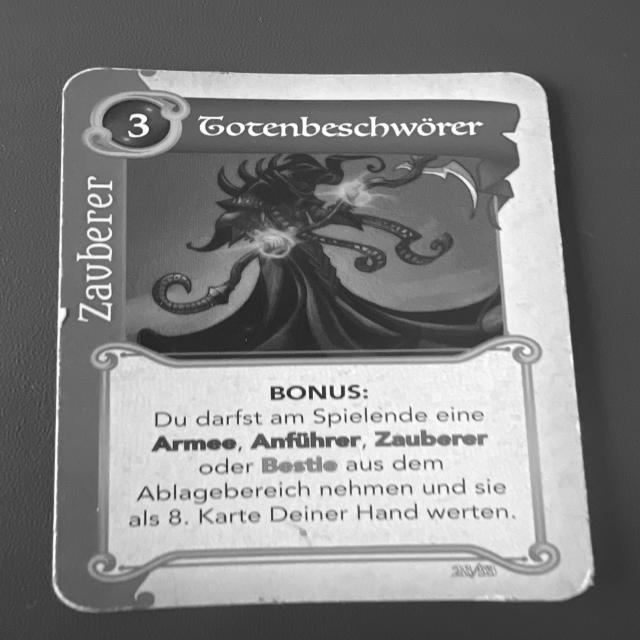 3
Totenbeschwörer
Zauberer
BONUS:
Du darfst am Spielende eine
Armee, Anführer, Zauberer
oder Bestie aus dem
Ablagebereich nehmen und sie
als 8. Karte Deiner Hand werten.